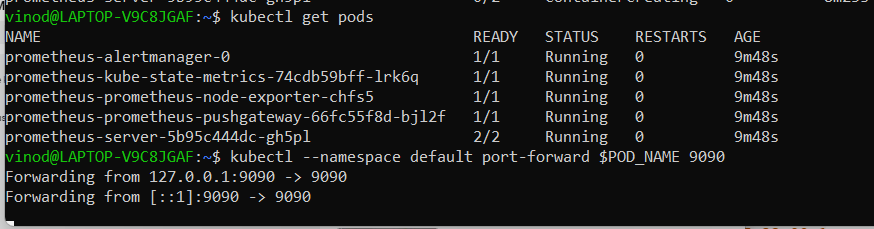 vinod@LAPTOP-V9C8JGAF:~$ kubectl get pods
NAME READY STATUS RESTARTS AGE
prometheus-alertmanager-0 1/1 Running 0 9m48s
prometheus-kube-state-metrics-74cdb59bff-lrk6q 1/1 Running 0 9m48s
prometheus-prometheus-node-exporter-chfs5 1/1 Running 0 9m48s
prometheus-prometheus-pushgateway-66fc55f8d-bjl2f 1/1 Running 0 9m48s
prometheus-server-5b95c444dc-gh5pl 2/2 Running 0 9m48s
vinod@LAPTOP-V9C8JGAF:~$ kubectl --namespace default port-forward $POD_NAME 9090
Forwarding from 127.0.0.1:9090 -> 9090
Forwarding from [::1]:9090 -> 9090